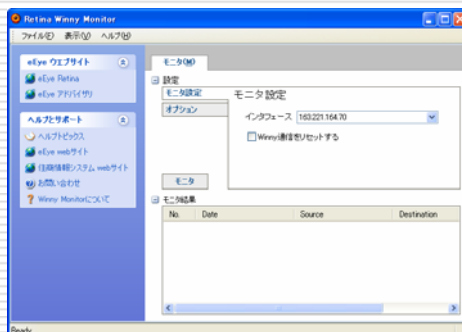 Retina Winny Monitor
ファイル(F) 表示(V) ヘルプ(H)
eEye ウェブサイト
eEye Retina
eEye アドバイザリ
ヘルプとサポート
ヘルプトピックス
eEye webサイト
住商情報システム webサイト
お問い合わせ
Winny Monitorについて
モニタ(M)
設定
モニタ設定
オプション
モニタ設定
インタフェース 163.221.164.70
Winny通信をリセットする
モニタ
モニタ結果
No. Date Source Destination
Ready